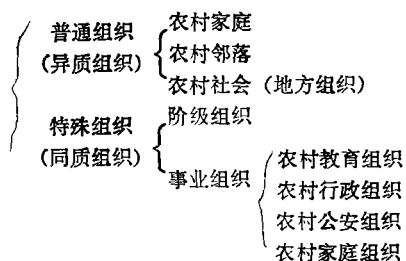 农村家庭
普通组织
农村邻落
(异质组织)
农村社会（地方组织）
阶级组织
特殊组织
(同质组织)
农村教育组织
事业组织
农村行政组织
农村公安组织
农村家庭组织